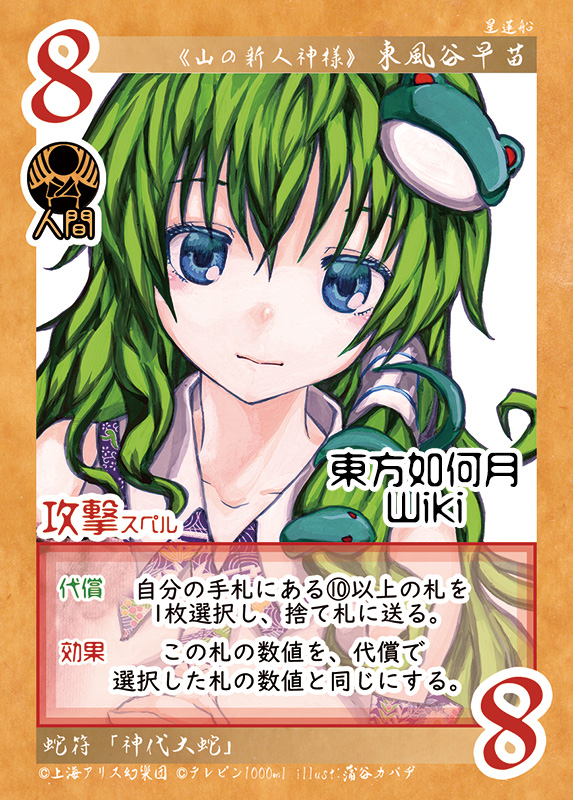 星蓮船
8
《山の新人神様》 東風谷早苗
人間
東方如何月
Wiki
攻撃スペル
代償 自分の手札にある⑩以上の札を
1枚選択し、捨て札に送る。
効果 この札の数値を、代償で
選択した札の数値と同じにする。
8
蛇符「神代大蛇」
©上海アリス幻樂団 ©テレピン1000ml illust:蒲谷カバヂ